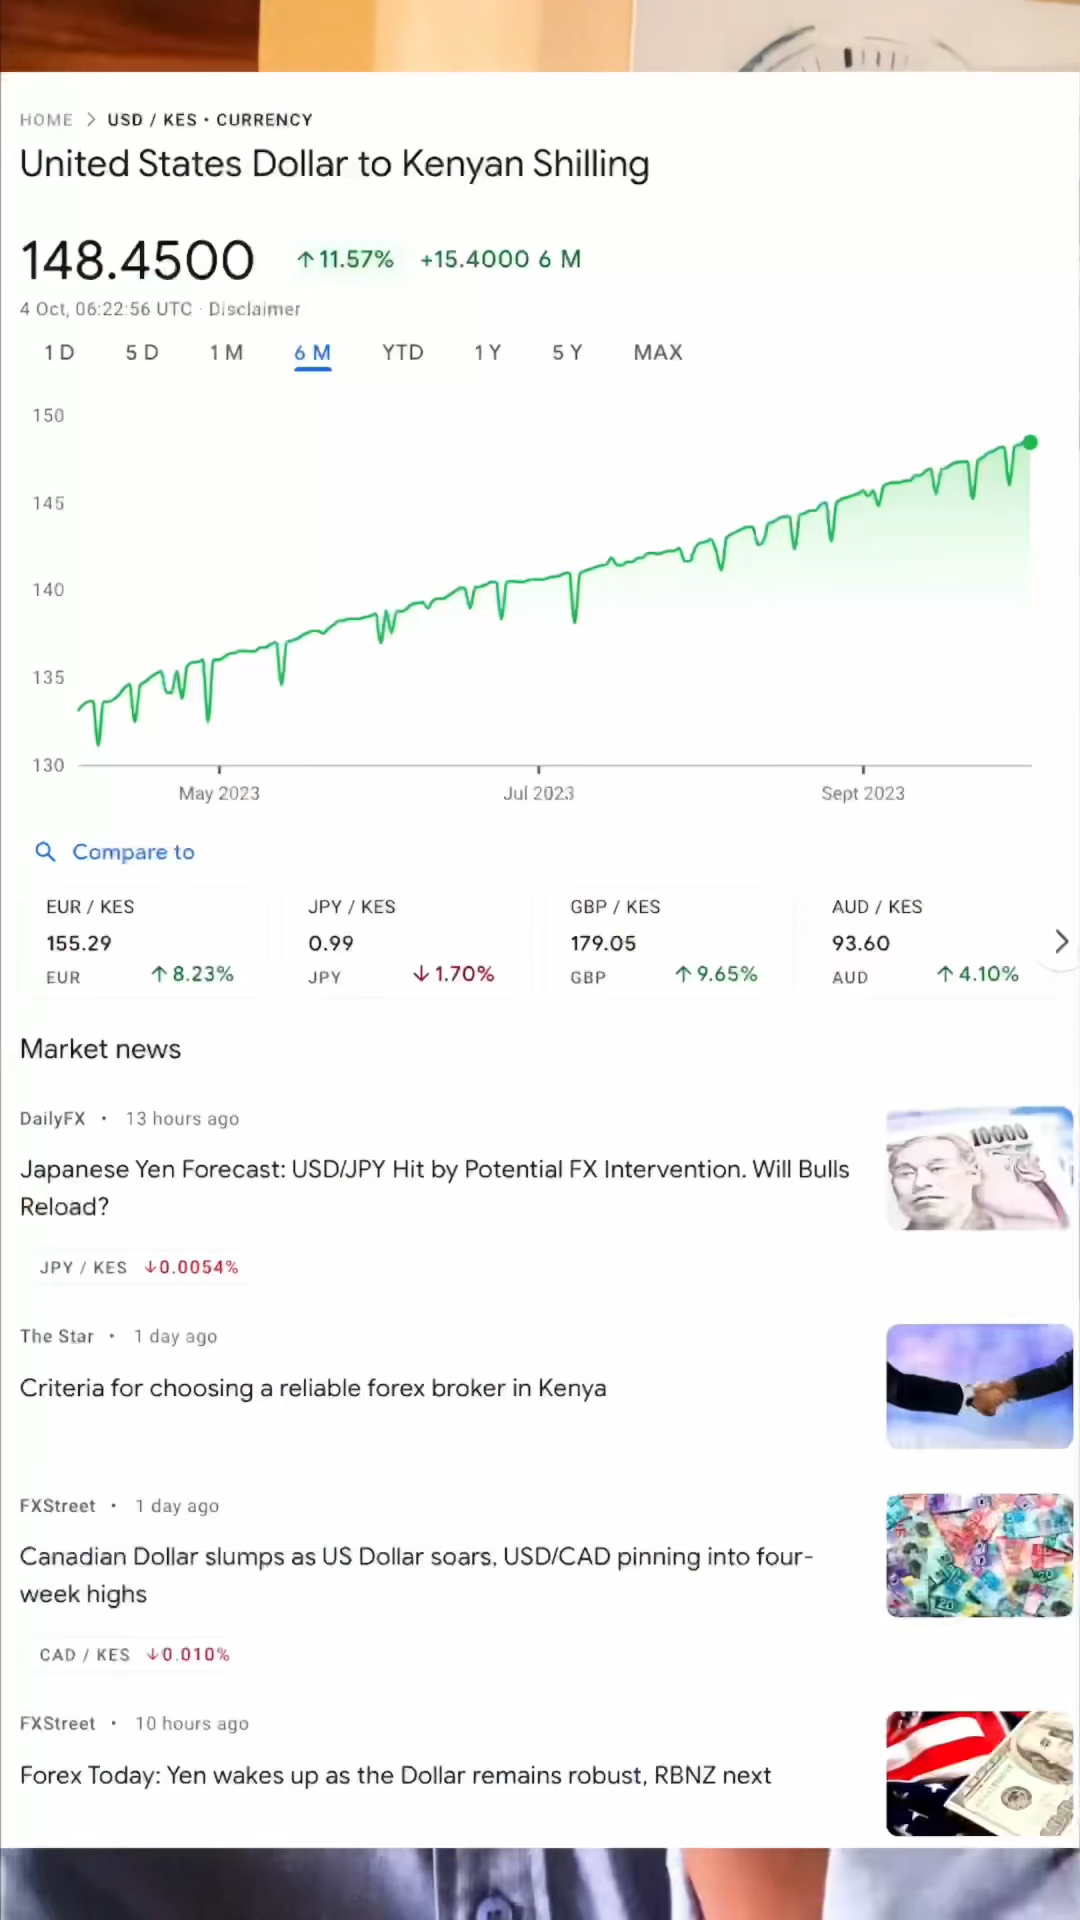 HOME > USD / KES • CURRENCY
United States Dollar to Kenyan Shilling
148.4500 ↑11.57% +15.4000 6 M
4 Oct, 06:22:56 UTC · Disclaimer
1 D 5 D 1 M 6 M YTD 1 Y 5 Y MAX
150
145
140
135
130
May 2023 Jul 2023 Sept 2023
Compare to
EUR / KES
155.29
EUR ↑8.23%
JPY / KES
0.99
JPY ↓1.70%
GBP / KES
179.05
GBP ↑9.65%
AUD / KES
93.60
AUD ↑4.10%
Market news
DailyFX • 13 hours ago
Japanese Yen Forecast: USD/JPY Hit by Potential FX Intervention. Will Bulls
Reload?
10000
JPY / KES ↓0.0054%
The Star • 1 day ago
Criteria for choosing a reliable forex broker in Kenya
FXStreet • 1 day ago
Canadian Dollar slumps as US Dollar soars, USD/CAD pinning into four-
week highs
CAD / KES ↓0.010%
FXStreet • 10 hours ago
Forex Today: Yen wakes up as the Dollar remains robust, RBNZ next